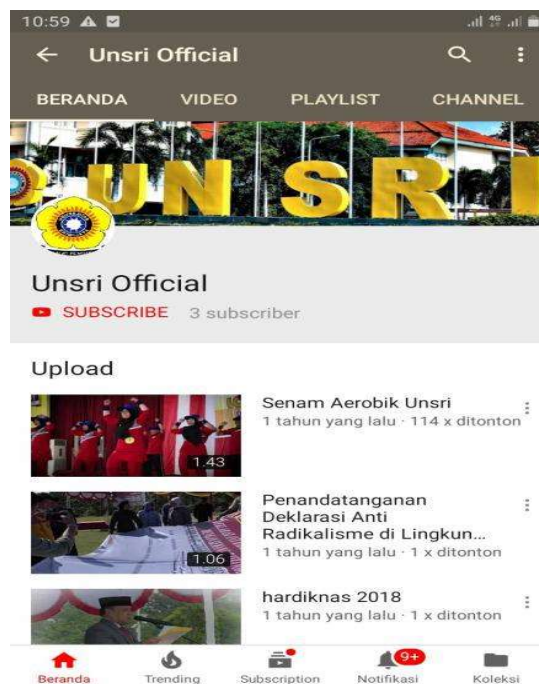 10:59
4G
Unsri Official
BERANDA VIDEO PLAYLIST CHANNEL
UNSRI
Unsri Official
SUBSCRIBE 3 subscriber
Upload
Senam Aerobik Unsri
1 tahun yang lalu · 114 x ditonton
1.43
Penandatanganan
Deklarasi Anti
Radikalisme di Lingkun...
1 tahun yang lalu · 1 x ditonton
1.06
hardiknas 2018
1 tahun yang lalu · 1 x ditonton
9+
Beranda Trending Subscription Notifikasi Koleksi